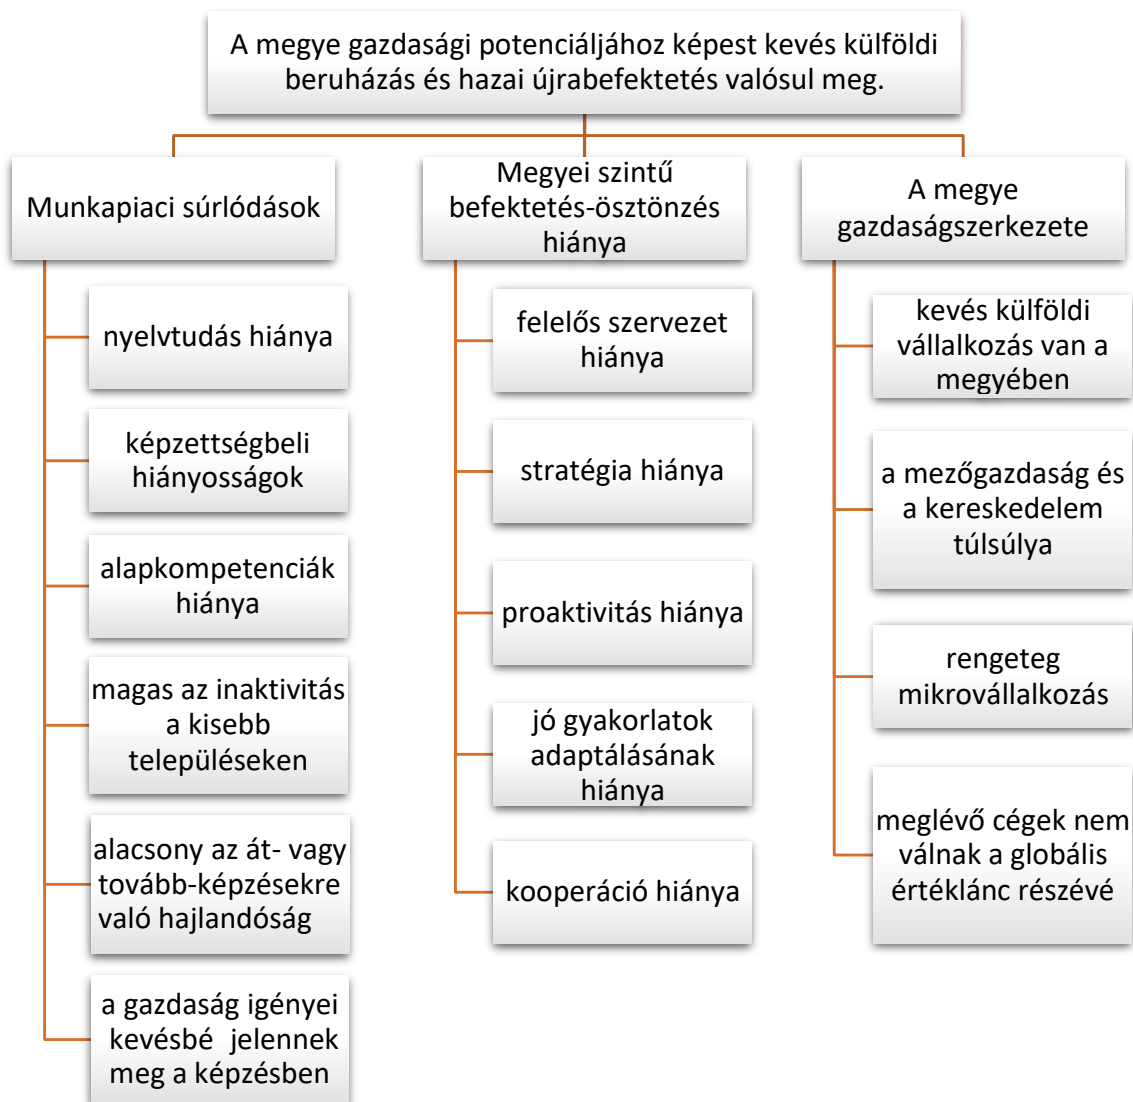 A megye gazdasági potenciáljához képest kevés külföldi
beruházás és hazai újrabefektetés valósul meg.
Munkapiaci súrlódások
nyelvtudás hiánya
képzettségbeli
hiányosságok
alapkompetenciák
hiánya
magas az inaktivitás
a kisebb
településeken
alacsony az át- vagy
tovább-képzésekre
való hajlandóság
a gazdaság igényei
kevésbé jelennek
meg a képzésben
Megyei szintű
befektetés-ösztönzés
hiánya
felelős szervezet
hiánya
stratégia hiánya
proaktivitás hiánya
jó gyakorlatok
adaptálásának
hiánya
kooperáció hiánya
A megye
gazdaságszerkezete
kevés külföldi
vállalkozás van a
megyében
a mezőgazdaság és
a kereskedelem
túlsúlya
rengeteg
mikrovállalkozás
meglévő cégek nem
válnak a globális
értéklánc részévé